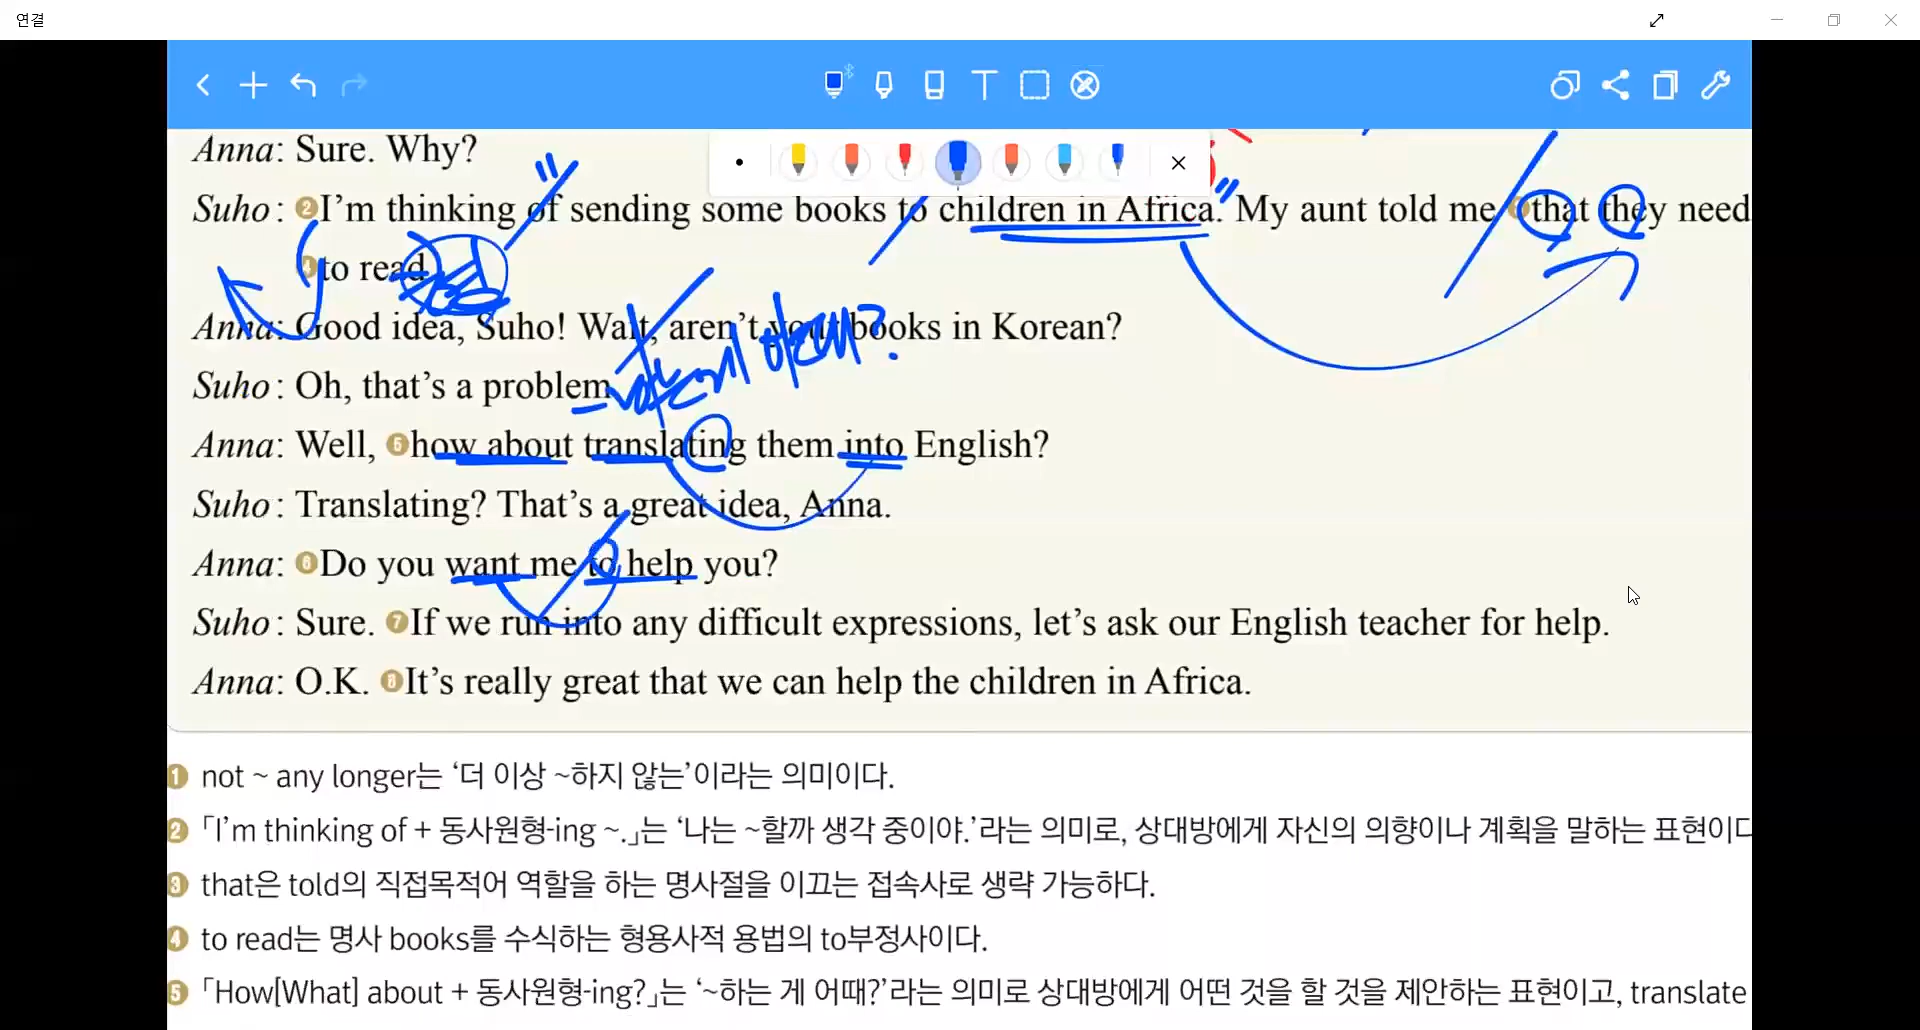 연결
Anna: Sure. Why?
Suho: ❷I'm thinking of sending some books to children in Africa. My aunt told me ❸that they need
❹to read.
Anna: Good idea, Suho! Wait, aren't your books in Korean?
Suho: Oh, that's a problem.
Anna: Well, ❺how about translating them into English?
Suho: Translating? That's a great idea, Anna.
Anna: ❻Do you want me to help you?
Suho: Sure. ❼If we run into any difficult expressions, let's ask our English teacher for help.
Anna: O.K. ❽It's really great that we can help the children in Africa.
❶ not ~ any longer는 ‘더 이상 ~하지 않는’이라는 의미이다.
❷ 「I'm thinking of + 동사원형-ing ~.」는 ‘나는 ~할까 생각 중이야.’라는 의미로, 상대방에게 자신의 의향이나 계획을 말하는 표현이다
❸ that은 told의 직접목적어 역할을 하는 명사절을 이끄는 접속사로 생략 가능하다.
❹ to read는 명사 books를 수식하는 형용사적 용법의 to부정사이다.
❺ 「How[What] about + 동사원형-ing?」는 ‘~하는 게 어때?’라는 의미로 상대방에게 어떤 것을 할 것을 제안하는 표현이고, translate